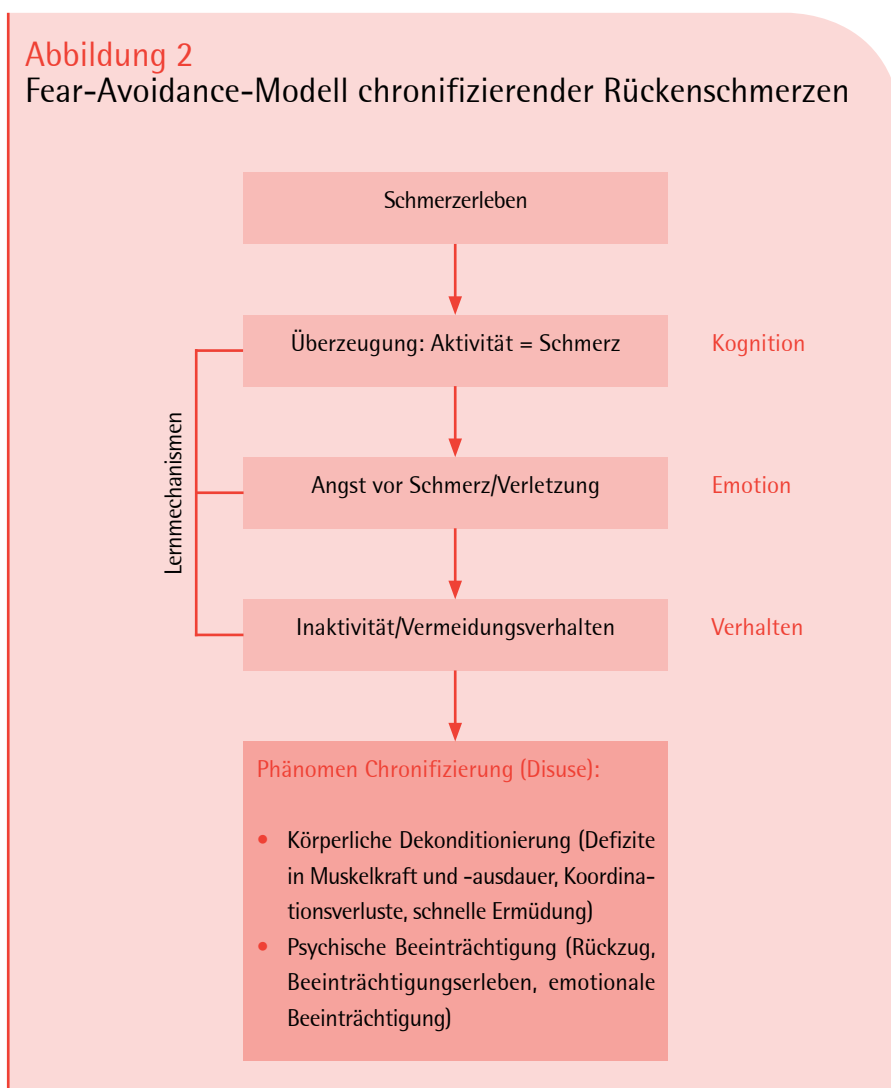 Abbildung 2
Fear-Avoidance-Modell chronifizierender Rückenschmerzen
Schmerzerleben
Überzeugung: Aktivität = Schmerz
Kognition
Lernmechanismen
Angst vor Schmerz/Verletzung
Emotion
Inaktivität/Vermeidungsverhalten
Verhalten
Phänomen Chronifizierung (Disuse):
• Körperliche Dekonditionierung (Defizite
in Muskelkraft und -ausdauer, Koordina-
tionsverluste, schnelle Ermüdung)
• Psychische Beeinträchtigung (Rückzug,
Beeinträchtigungserleben, emotionale
Beeinträchtigung)